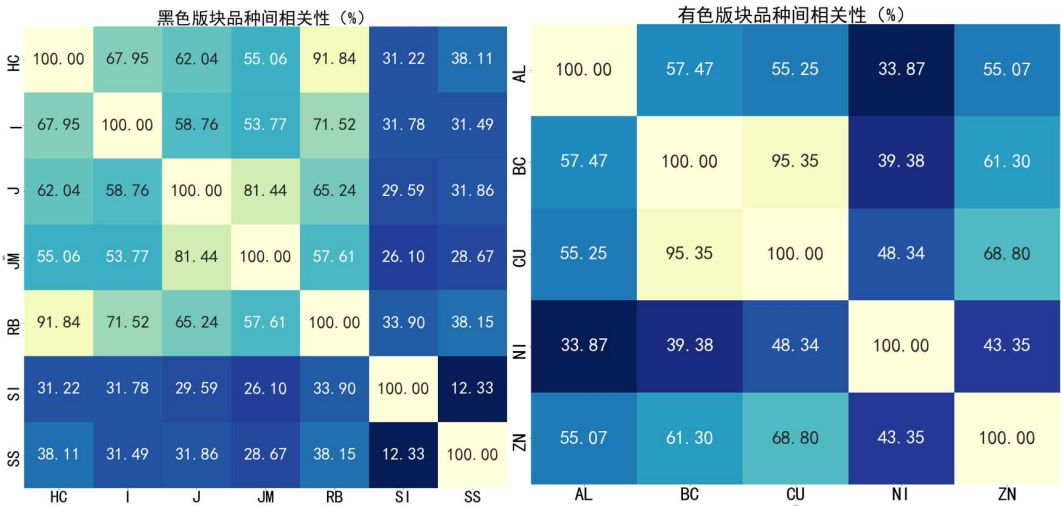 黑色版块品种间相关性（%）
HC 100.00 67.95 62.04 55.06 91.84 31.22 38.11
I 67.95 100.00 58.76 53.77 71.52 31.78 31.49
J 62.04 58.76 100.00 81.44 65.24 29.59 31.86
JM 55.06 53.77 81.44 100.00 57.61 26.10 28.67
RB 91.84 71.52 65.24 57.61 100.00 33.90 38.15
SI 31.22 31.78 29.59 26.10 33.90 100.00 12.33
SS 38.11 31.49 31.86 28.67 38.15 12.33 100.00
HC I J JM RB SI SS
有色版块品种间相关性（%）
AL 100.00 57.47 55.25 33.87 55.07
BC 57.47 100.00 95.35 39.38 61.30
CU 55.25 95.35 100.00 48.34 68.80
NI 33.87 39.38 48.34 100.00 43.35
ZN 55.07 61.30 68.80 43.35 100.00
AL BC CU NI ZN